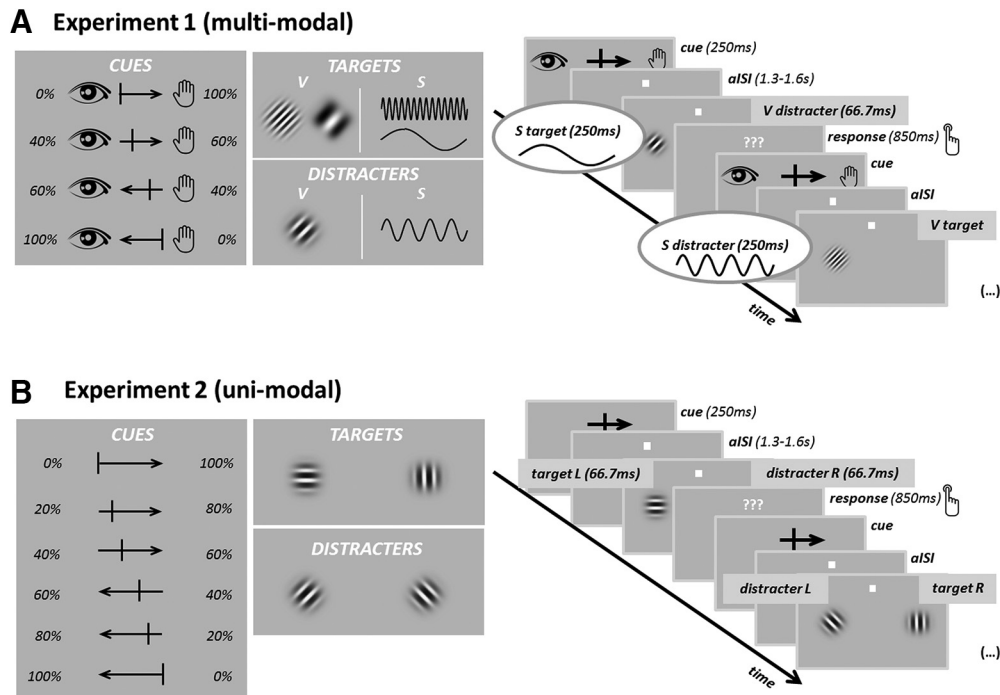 A Experiment 1 (multi-modal)
CUES
0% 100%
40% 60%
60% 40%
100% 0%
TARGETS
V S
DISTRACTERS
V S
cue (250ms)
aISI (1.3-1.6s)
V distracter (66.7ms)
S target (250ms)
response (850ms)
???
cue
aISI
V target
S distracter (250ms)
(...)
time
B Experiment 2 (uni-modal)
CUES
0% 100%
20% 80%
40% 60%
60% 40%
80% 20%
100% 0%
TARGETS
DISTRACTERS
cue (250ms)
aISI (1.3-1.6s)
target L (66.7ms) distracter R (66.7ms)
response (850ms)
???
cue
aISI
distracter L target R
(...)
time